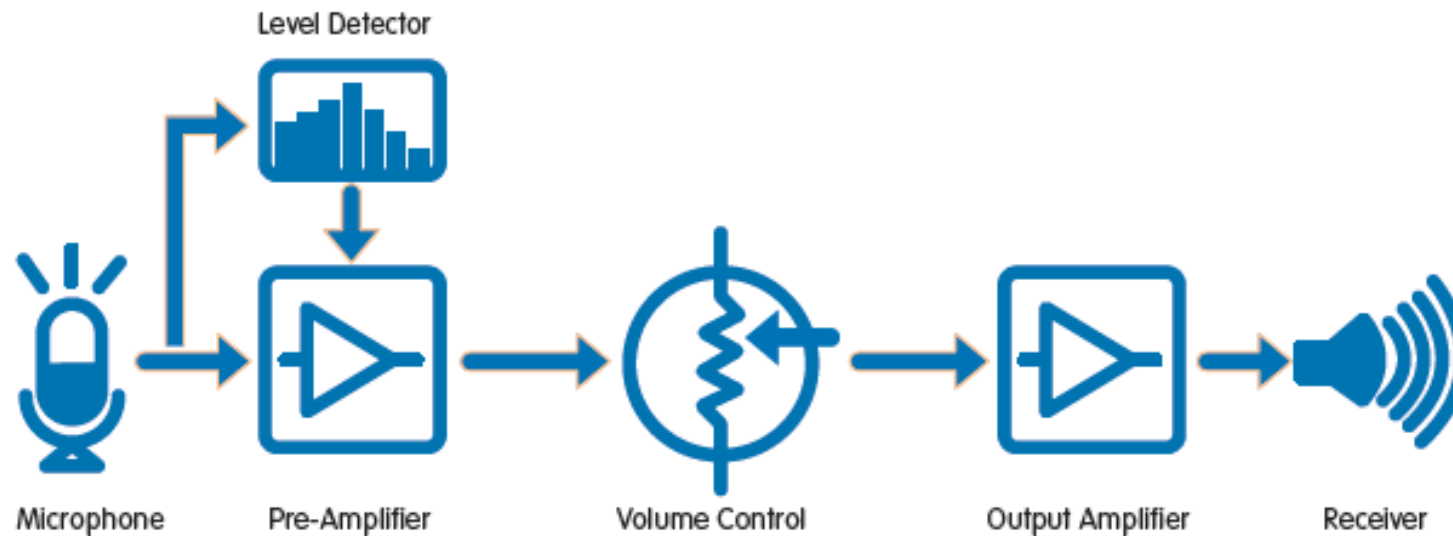 Level Detector
Microphone
Pre-Amplifier
Volume Control
Output Amplifier
Receiver